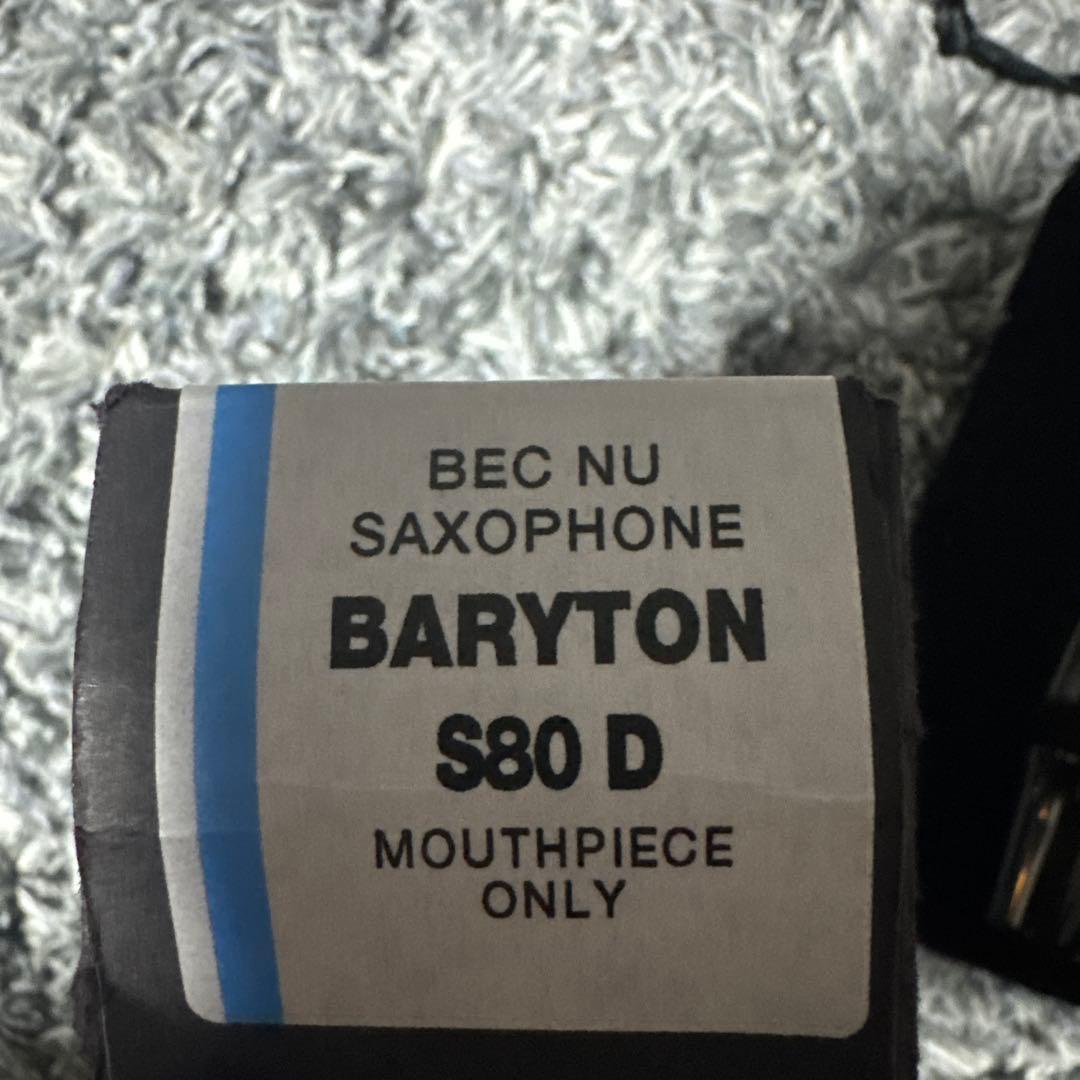 BEC NU
SAXOPHONE
BARYTON
S80 D
MOUTHPIECE
ONLY